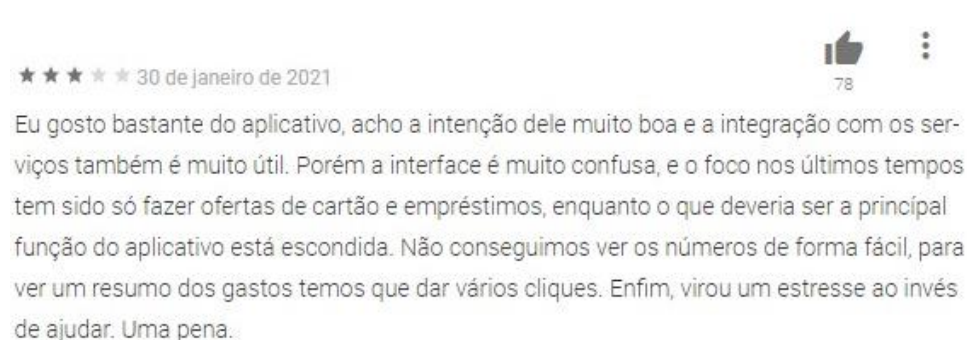 78
★★★★★ 30 de janeiro de 2021
Eu gosto bastante do aplicativo, acho a intenção dele muito boa e a integração com os ser-
viços também é muito útil. Porém a interface é muito confusa, e o foco nos últimos tempos
tem sido só fazer ofertas de cartão e empréstimos, enquanto o que deveria ser a princípal
função do aplicativo está escondida. Não conseguimos ver os números de forma fácil, para
ver um resumo dos gastos temos que dar vários cliques. Enfim, virou um estresse ao invés
de ajudar. Uma pena.